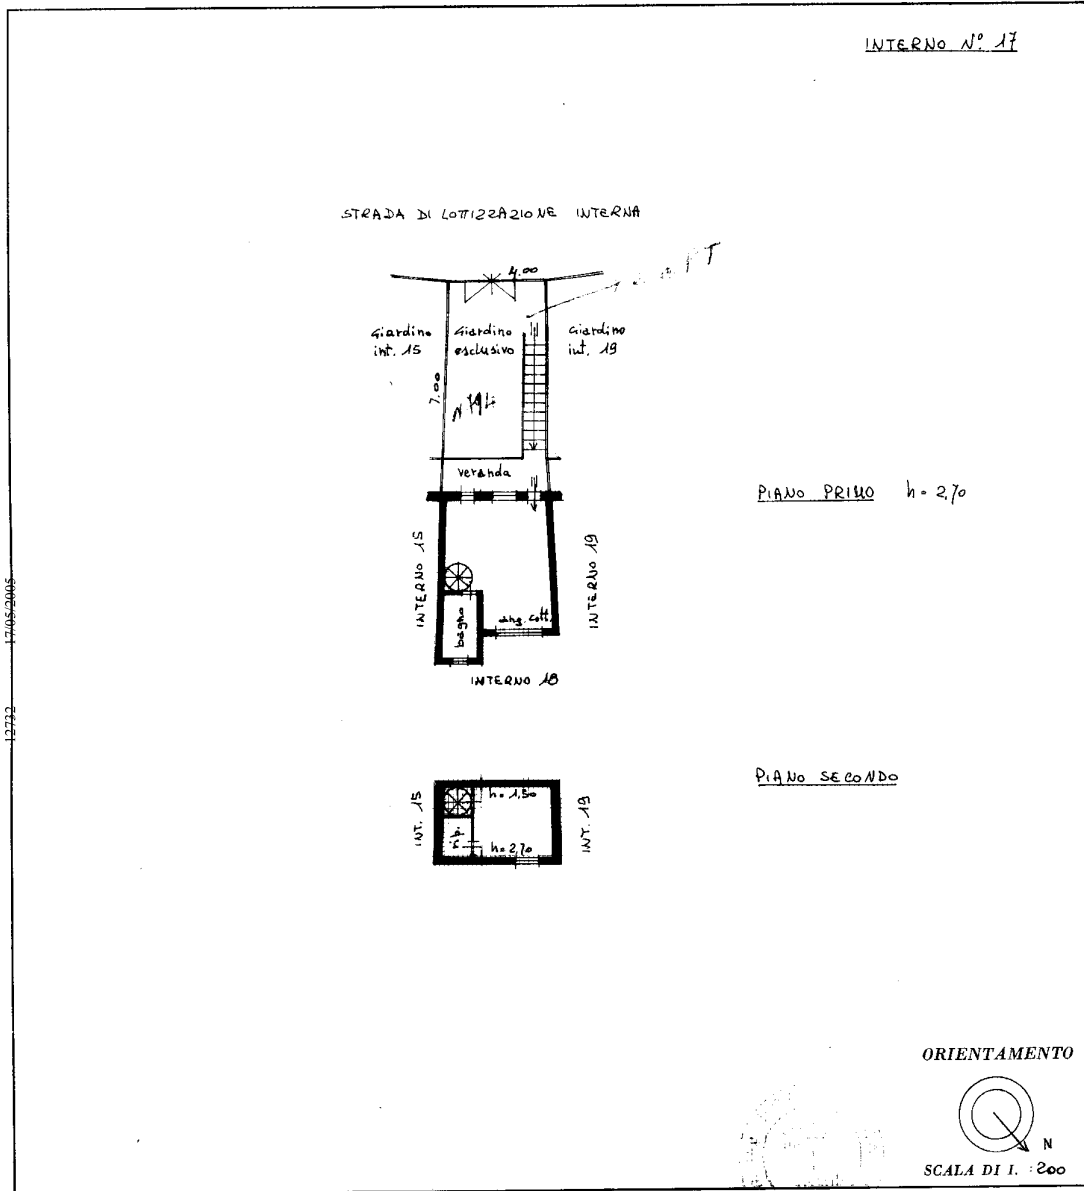 INTERNO N° 17
STRADA DI LOTTIZZAZIONE INTERNA
4.00
P T
Giardino
int. 15
Giardino
esclusivo
Giardino
int. 19
7.00
N
veranda
PIANO PRIMO h= 2,70
INTERNO 15
INTERNO 19
bagno
ang. cott.
INTERNO 18
12732 17/05/2005
PIANO SECONDO
INT. 15
h= 1,50
rip.
h= 2,70
INT. 19
ORIENTAMENTO
N
SCALA DI 1. :200